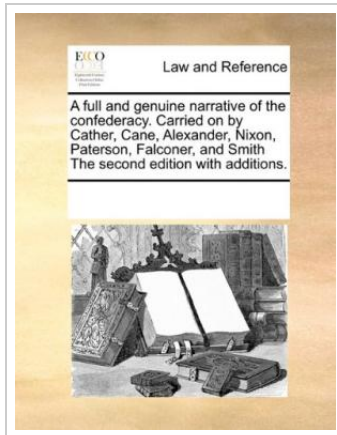 ECCO
Law and Reference
A full and genuine narrative of the
confederacy. Carried on by
Cather, Cane, Alexander, Nixon,
Paterson, Falconer, and Smith
The second edition with additions.